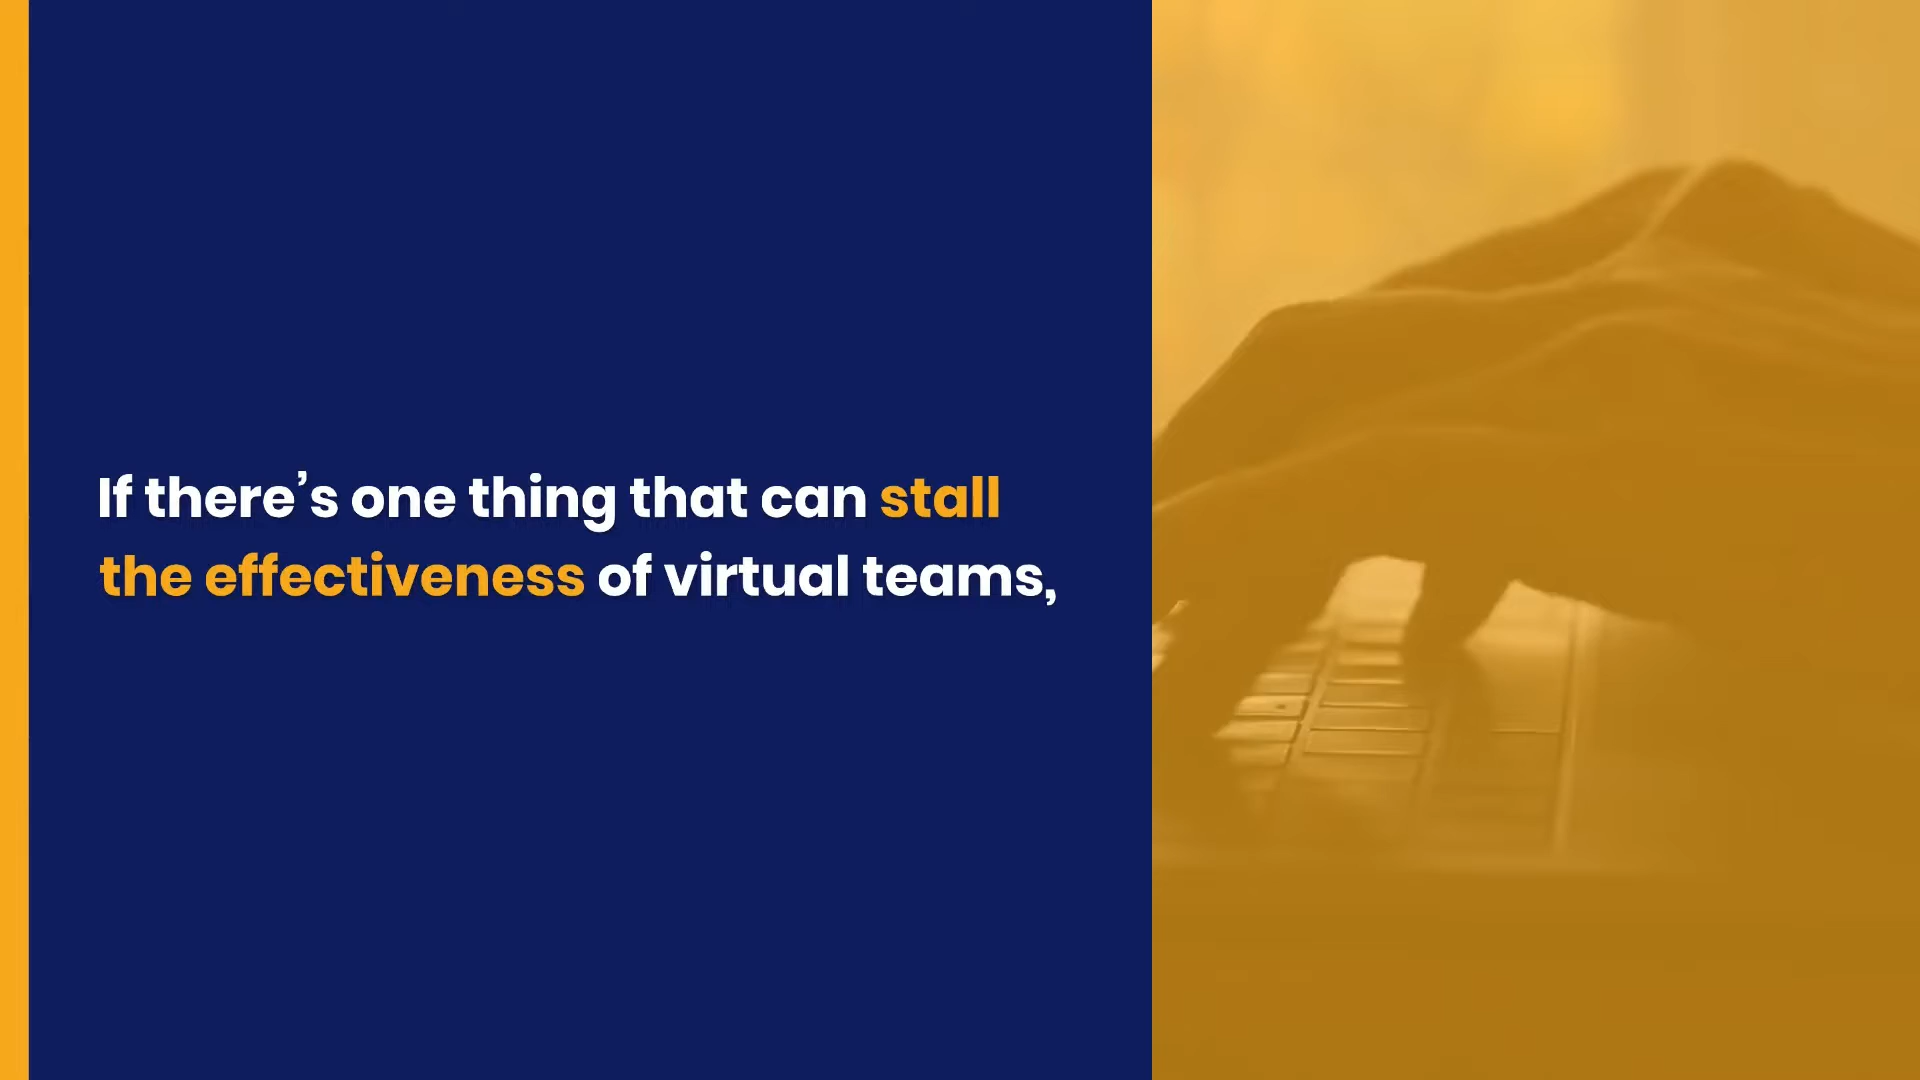 If there’s one thing that can stall
the effectiveness of virtual teams,